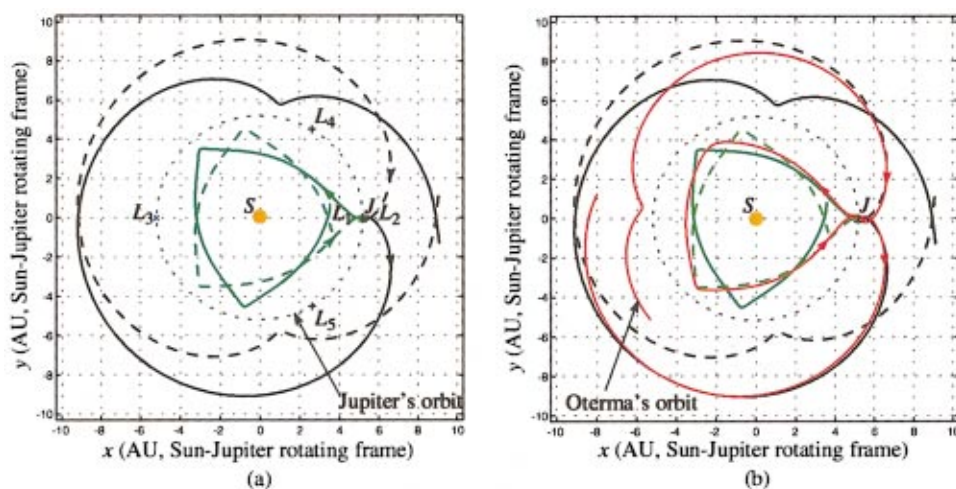 10
8
6
4
2
0
-2
-4
-6
-8
-10
y (AU, Sun-Jupiter rotating frame)
L4
S
L3
L1
J
L2
L5
Jupiter's orbit
-10 -8 -6 -4 -2 0 2 4 6 8 10
x (AU, Sun-Jupiter rotating frame)
(a)
10
8
6
4
2
0
-2
-4
-6
-8
-10
y (AU, Sun-Jupiter rotating frame)
S
J
Oterma's orbit
-10 -8 -6 -4 -2 0 2 4 6 8 10
x (AU, Sun-Jupiter rotating frame)
(b)